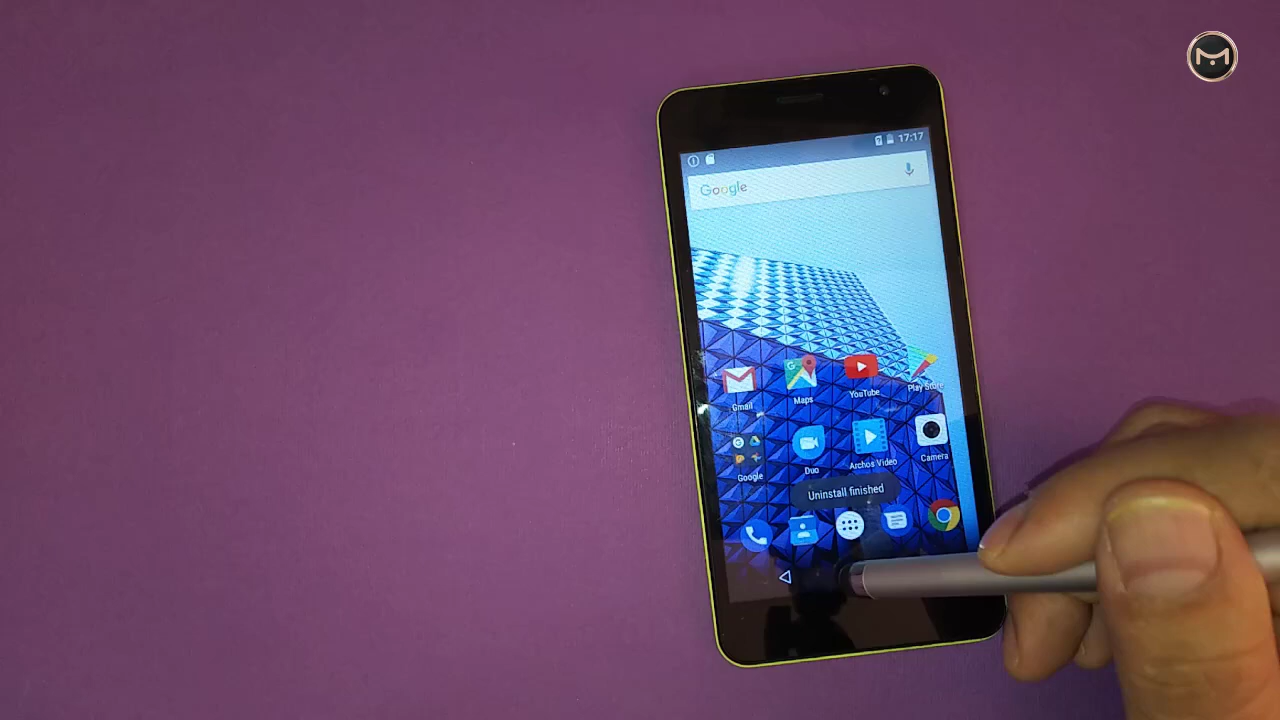 17:17
Google
Gmail
Maps
YouTube
Play Store
Google
Duo
Archos Video
Camera
Uninstall finished